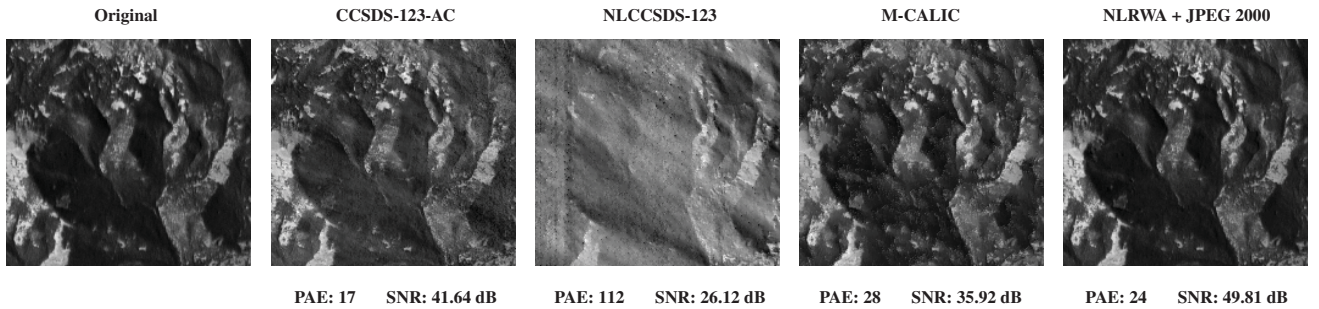 Original CCSDS-123-AC NLCCSDS-123 M-CALIC NLRWA + JPEG 2000
PAE: 17 SNR: 41.64 dB PAE: 112 SNR: 26.12 dB PAE: 28 SNR: 35.92 dB PAE: 24 SNR: 49.81 dB